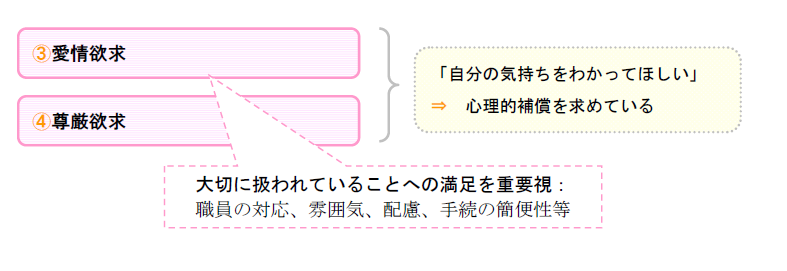 ③愛情欲求
④尊厳欲求
「自分の気持ちをわかってほしい」
⇒　心理的補償を求めている
大切に扱われていることへの満足を重要視：
職員の対応、雰囲気、配慮、手続の簡便性等